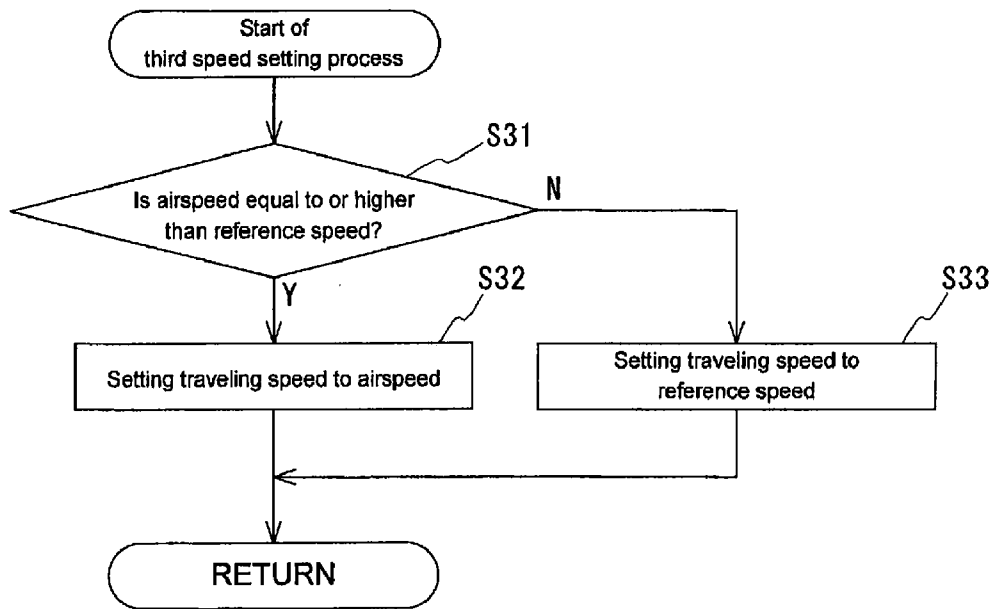 Start of
third speed setting process
S31
Is airspeed equal to or higher
than reference speed?
N
Y
S32
S33
Setting traveling speed to airspeed
Setting traveling speed to
reference speed
RETURN